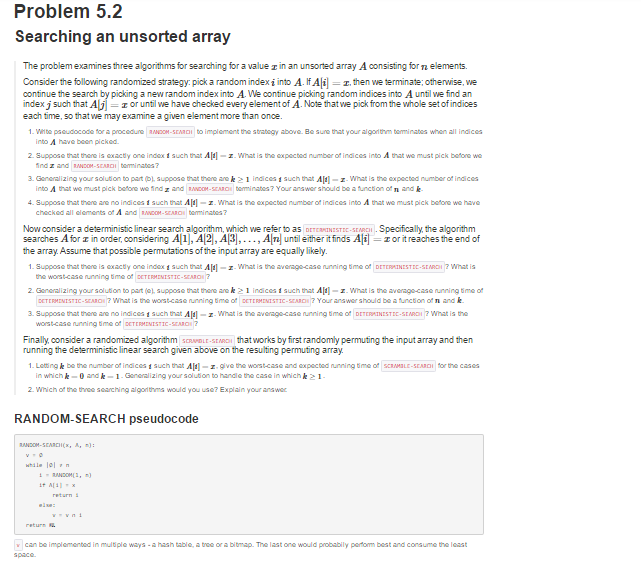 Problem 5.2
Searching an unsorted array
The problem examines three algorithms for searching for a value x in an unsorted array A consisting for n elements.
Consider the following randomized strategy: pick a random index i into A. If A[i] = x, then we terminate; otherwise, we
continue the search by picking a new random index into A. We continue picking random indices into A until we find an
index j such that A[j] = x or until we have checked every element of A. Note that we pick from the whole set of indices
each time, so that we may examine a given element more than once.
1. Write pseudocode for a procedure RANDOM-SEARCH to implement the strategy above. Be sure that your algorithm terminates when all indices
into A have been picked.
2. Suppose that there is exactly one index i such that A[i] = x. What is the expected number of indices into A that we must pick before we
find x and RANDOM-SEARCH terminates?
3. Generalizing your solution to part (b), suppose that there are k ≥ 1 indices i such that A[i] = x. What is the expected number of indices
into A that we must pick before we find x and RANDOM-SEARCH terminates? Your answer should be a function of n and k.
4. Suppose that there are no indices i such that A[i] = x. What is the expected number of indices into A that we must pick before we have
checked all elements of A and RANDOM-SEARCH terminates?
Now consider a deterministic linear search algorithm, which we refer to as DETERMINISTIC-SEARCH. Specifically, the algorithm
searches A for x in order, considering A[1], A[2], A[3], . . . , A[n] until either it finds A[i] = x or it reaches the end of
the array. Assume that possible permutations of the input array are equally likely.
1. Suppose that there is exactly one index i such that A[i] = x. What is the average-case running time of DETERMINISTIC-SEARCH? What is
the worst-case running time of DETERMINISTIC-SEARCH?
2. Generalizing your solution to part (e), suppose that there are k ≥ 1 indices i such that A[i] = x. What is the average-case running time of
DETERMINISTIC-SEARCH? What is the worst-case running time of DETERMINISTIC-SEARCH? Your answer should be a function of n and k.
3. Suppose that there are no indices i such that A[i] = x. What is the average-case running time of DETERMINISTIC-SEARCH? What is the
worst-case running time of DETERMINISTIC-SEARCH?
Finally, consider a randomized algorithm SCRAMBLE-SEARCH that works by first randomly permuting the input array and then
running the deterministic linear search given above on the resulting permuting array.
1. Letting k be the number of indices i such that A[i] = x, give the worst-case and expected running time of SCRAMBLE-SEARCH for the cases
in which k = 0 and k = 1. Generalizing your solution to handle the case in which k ≥ 1.
2. Which of the three searching algorithms would you use? Explain your answer.
RANDOM-SEARCH pseudocode
RANDOM-SEARCH(x, A, n):
v = Ø
while |Ø| ≠ n
i = RANDOM(1, n)
if A[i] = x
return i
else:
v = v ∩ i
return NIL
v can be implemented in multiple ways - a hash table, a tree or a bitmap. The last one would probabily perform best and consume the least
space.